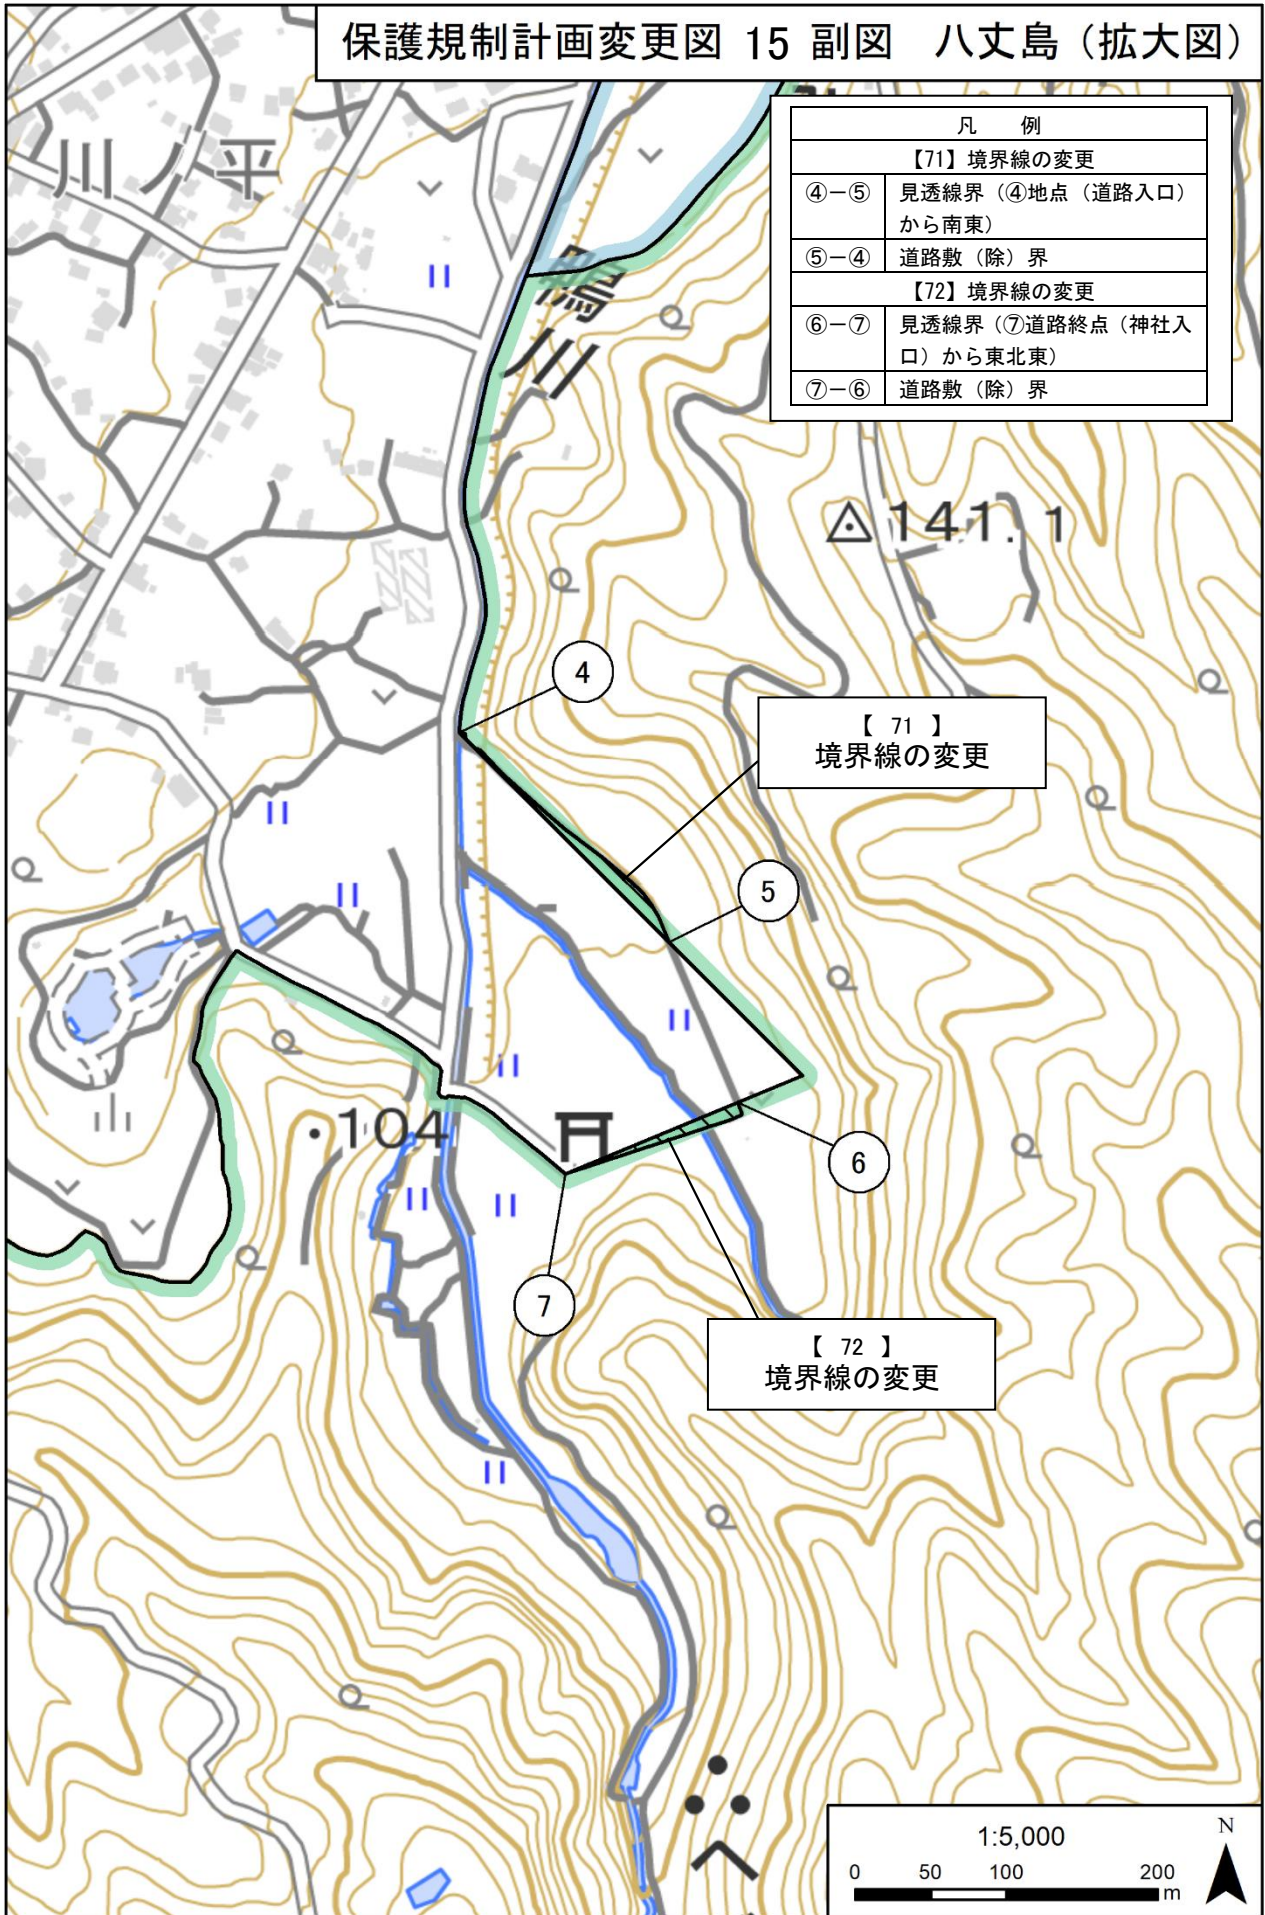 保護規制計画変更図 15 副図　八丈島（拡大図）
凡　例
【71】境界線の変更
④－⑤ 見透線界（④地点（道路入口）
から南東）
⑤－④ 道路敷（除）界
【72】境界線の変更
⑥－⑦ 見透線界（⑦道路終点（神社入
口）から東北東）
⑦－⑥ 道路敷（除）界
川ノ平
鴨川
141.1
4
【 71 】
境界線の変更
5
104
6
7
【 72 】
境界線の変更
1:5,000
N
0 50 100 200
m